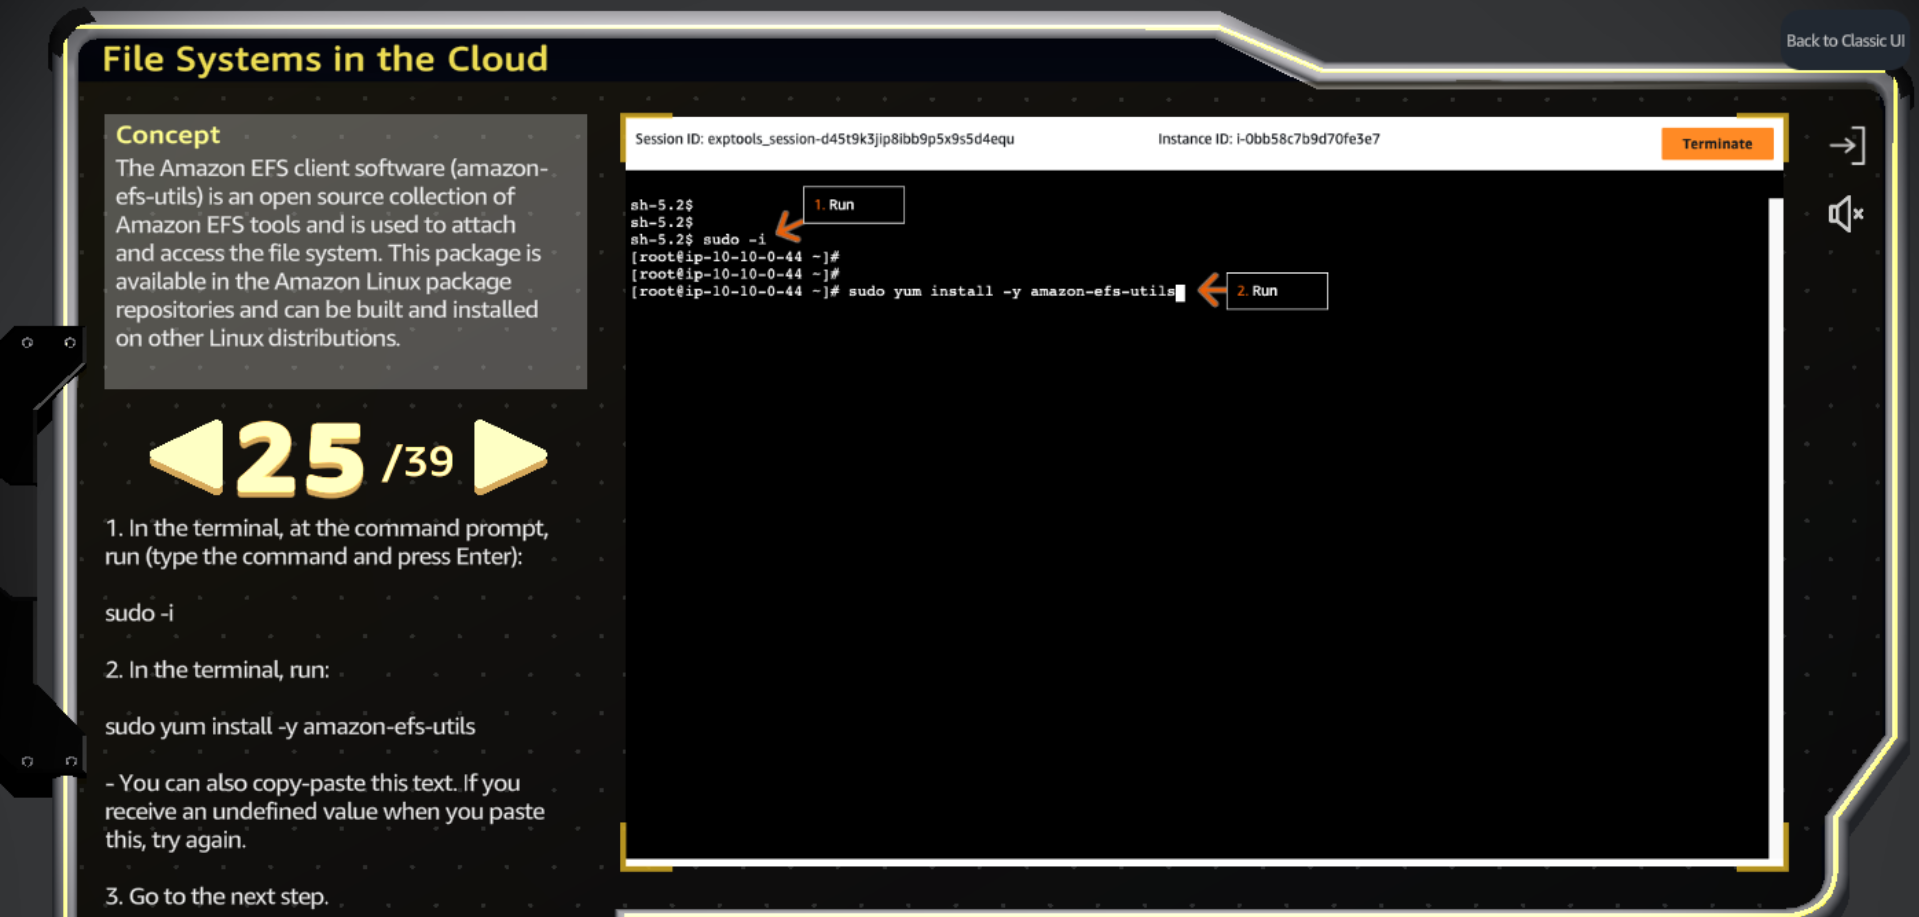 Back to Classic UI
File Systems in the Cloud
Concept
The Amazon EFS client software (amazon-
efs-utils) is an open source collection of
Amazon EFS tools and is used to attach
and access the file system. This package is
available in the Amazon Linux package
repositories and can be built and installed
on other Linux distributions.
25 /39
1. In the terminal, at the command prompt,
run (type the command and press Enter):
sudo -i
2. In the terminal, run:
sudo yum install -y amazon-efs-utils
- You can also copy-paste this text. If you
receive an undefined value when you paste
this, try again.
3. Go to the next step.
Session ID: exptools_session-d45t9k3jip8ibb9p5x9s5d4equ
Instance ID: i-0bb58c7b9d70fe3e7
Terminate
1. Run
sh-5.2$
sh-5.2$
sh-5.2$ sudo -i
[root@ip-10-10-0-44 ~]#
[root@ip-10-10-0-44 ~]#
[root@ip-10-10-0-44 ~]# sudo yum install -y amazon-efs-utils
2. Run